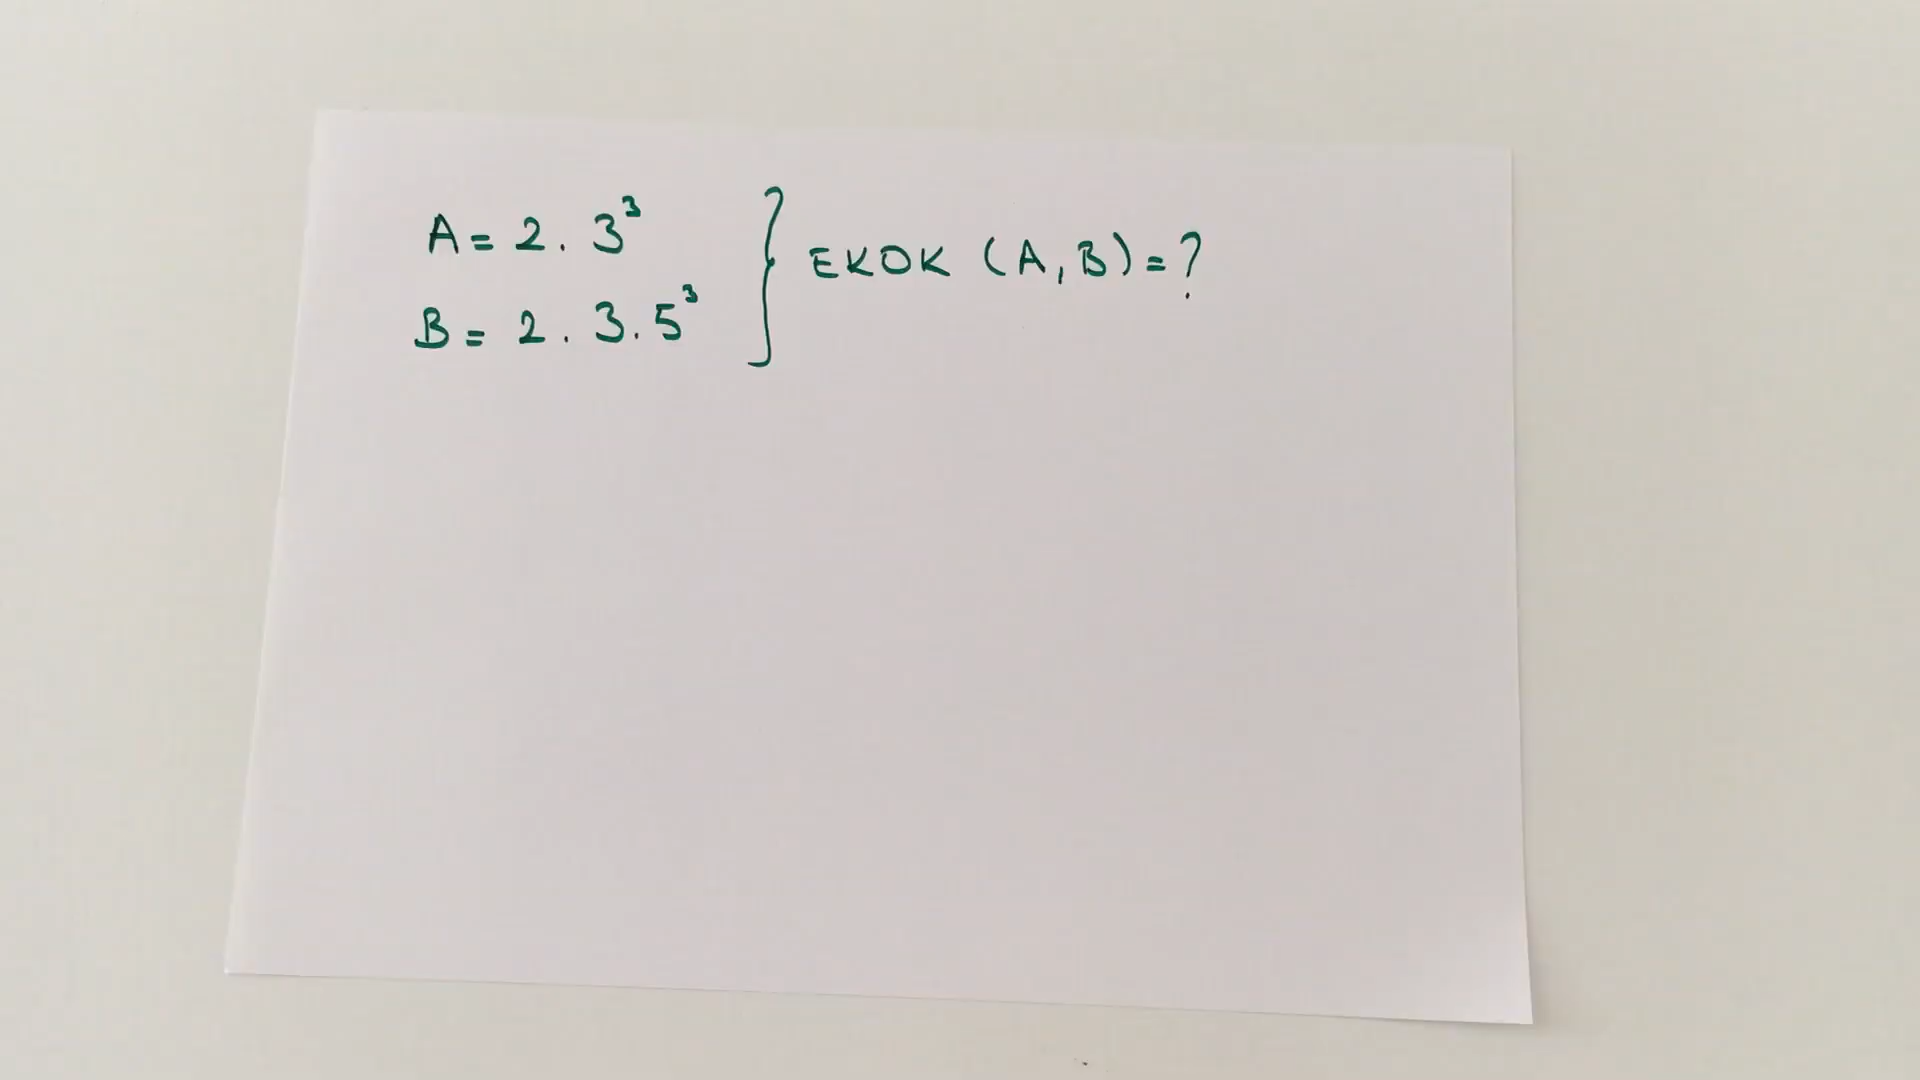 A = 2 . 3³
B = 2 . 3 . 5³
} EKOK (A, B) = ?